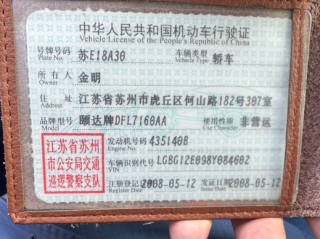 中华人民共和国机动车行驶证
Vehicle License of the People's Republic of China
号牌号码 Plate No. 苏E18A30 车辆类型 Vehicle Type 轿车
所有人 Owner 金明
住址 Address 江苏省苏州市虎丘区何山路182号307室
品牌型号 Model 颐达牌DFL7160AA 使用性质 Use Character 非营运
发动机号码 Engine No. 435140B
车辆识别代号 VIN LGBG12E098Y084602
注册登记日期 2008-05-12 发证日期 2008-05-12
江苏省苏州
市公安局交通
巡逻警察支队